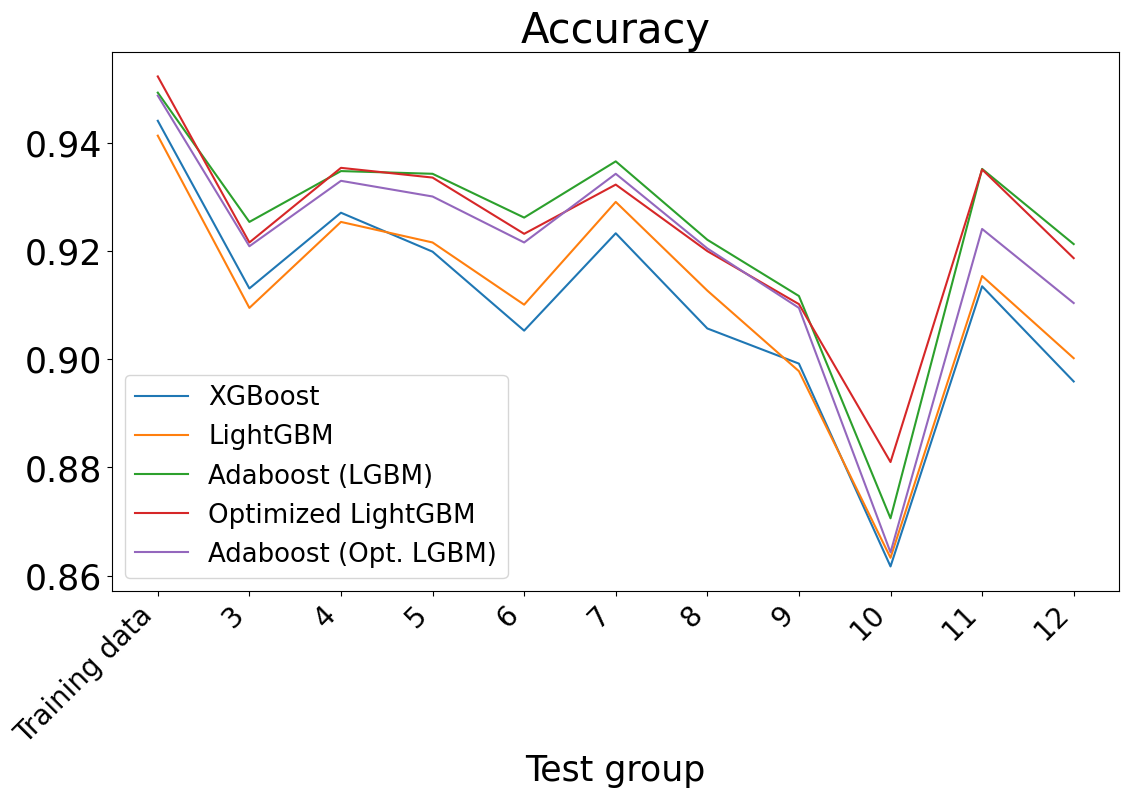 Accuracy
0.94
0.92
0.90
0.88
0.86
XGBoost
LightGBM
Adaboost (LGBM)
Optimized LightGBM
Adaboost (Opt. LGBM)
Training data
3
4
5
6
7
8
9
10
11
12
Test group